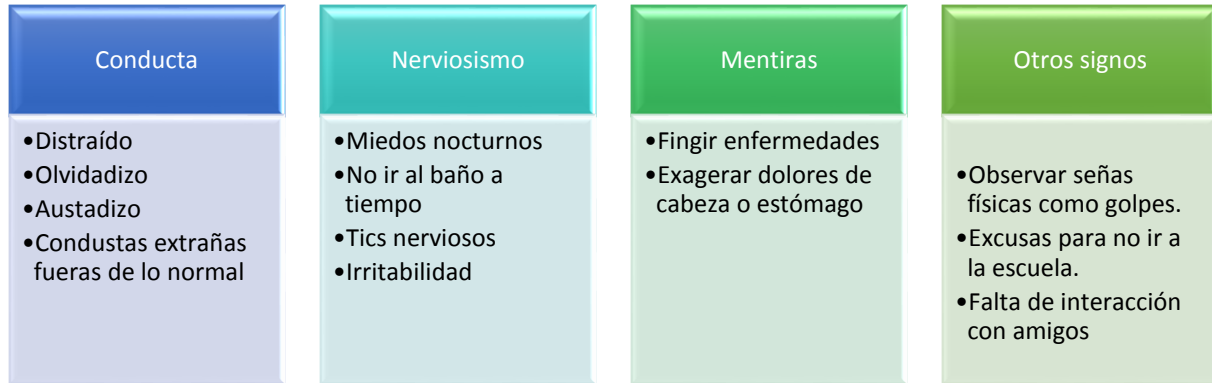 Conducta
•Distraído
•Olvidadizo
•Austadizo
•Condustas extrañas
fueras de lo normal
Nerviosismo
•Miedos nocturnos
•No ir al baño a
tiempo
•Tics nerviosos
•Irritabilidad
Mentiras
•Fingir enfermedades
•Exagerar dolores de
cabeza o estómago
Otros signos
•Observar señas
físicas como golpes.
•Excusas para no ir a
la escuela.
•Falta de interacción
con amigos